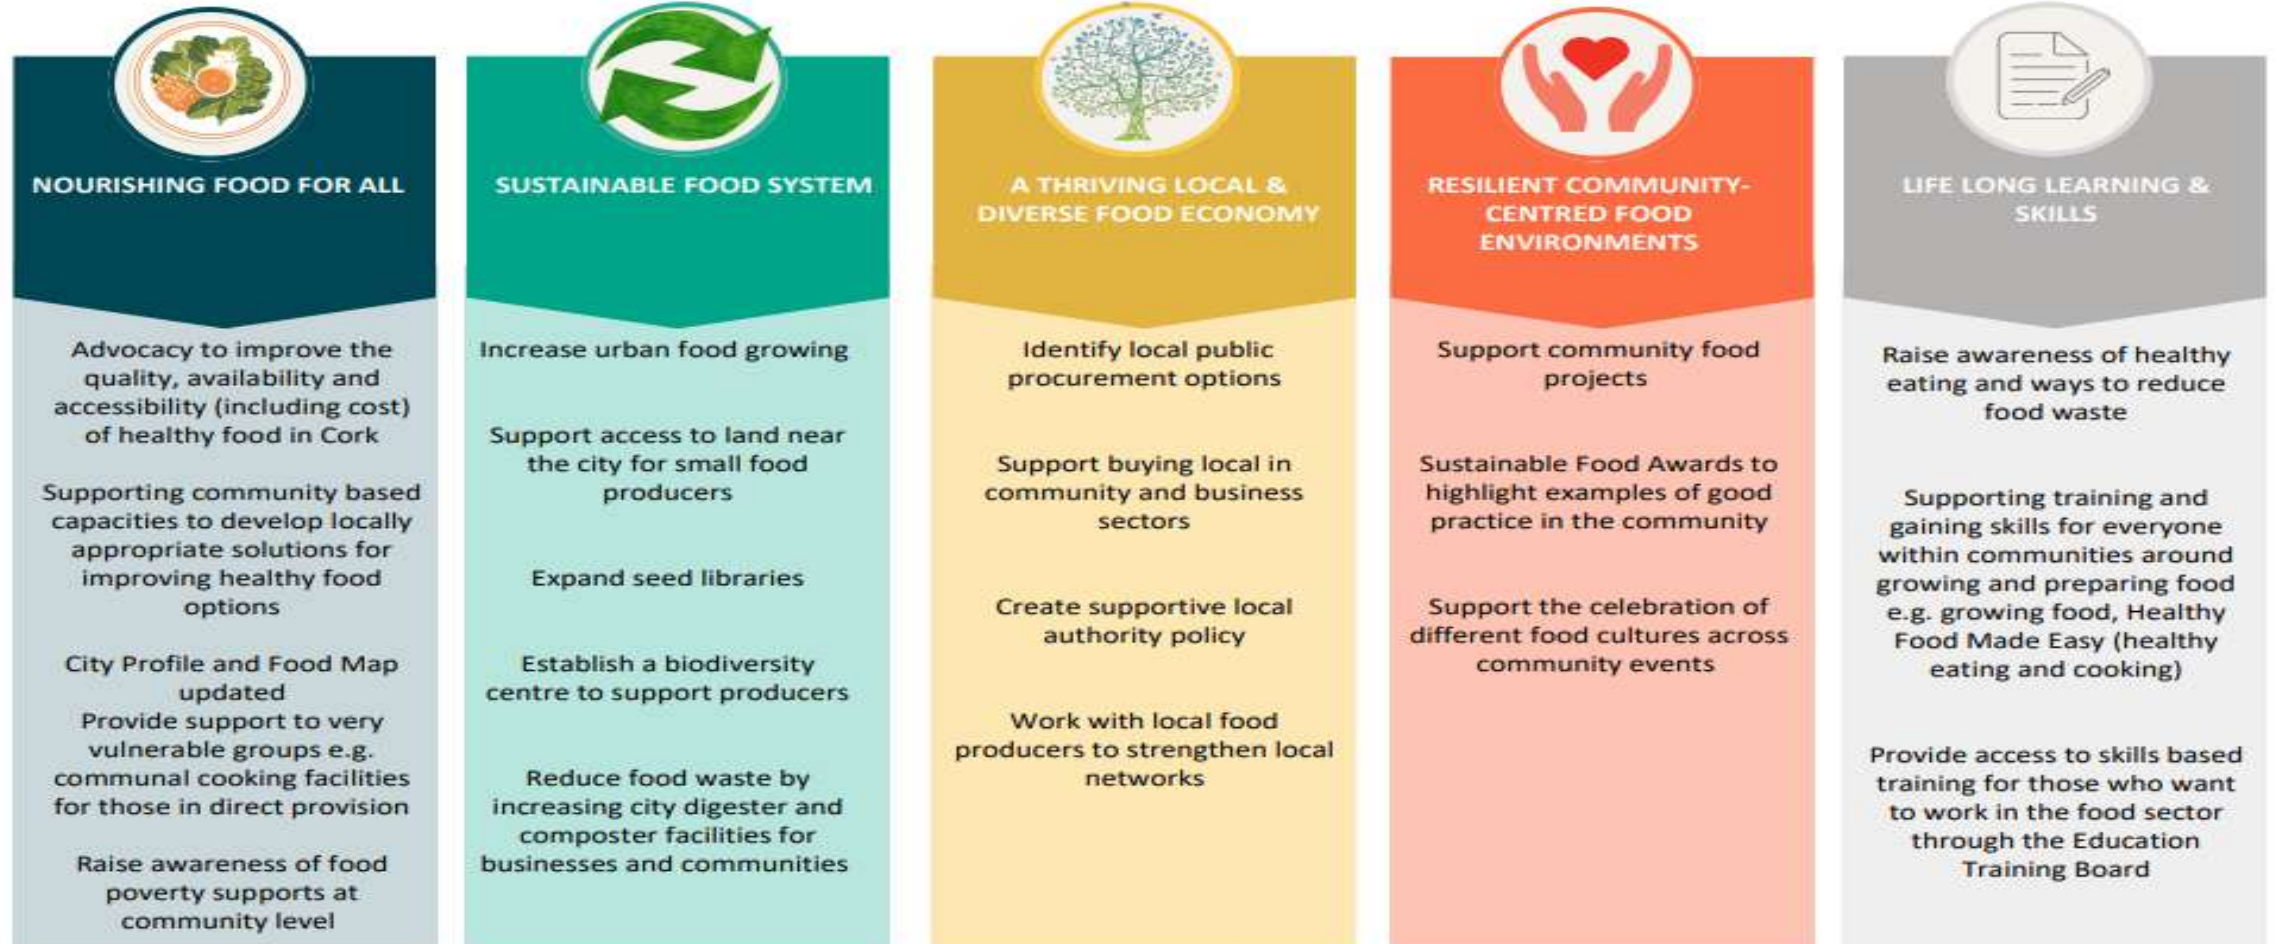 NOURISHING FOOD FOR ALL
Advocacy to improve the
quality, availability and
accessibility (including cost)
of healthy food in Cork
Supporting community based
capacities to develop locally
appropriate solutions for
improving healthy food
options
City Profile and Food Map
updated
Provide support to very
vulnerable groups e.g.
communal cooking facilities
for those in direct provision
Raise awareness of food
poverty supports at
community level
SUSTAINABLE FOOD SYSTEM
Increase urban food growing
Support access to land near
the city for small food
producers
Expand seed libraries
Establish a biodiversity
centre to support producers
Reduce food waste by
increasing city digester and
composter facilities for
businesses and communities
A THRIVING LOCAL &
DIVERSE FOOD ECONOMY
Identify local public
procurement options
Support buying local in
community and business
sectors
Create supportive local
authority policy
Work with local food
producers to strengthen local
networks
RESILIENT COMMUNITY-
CENTRED FOOD
ENVIRONMENTS
Support community food
projects
Sustainable Food Awards to
highlight examples of good
practice in the community
Support the celebration of
different food cultures across
community events
LIFE LONG LEARNING &
SKILLS
Raise awareness of healthy
eating and ways to reduce
food waste
Supporting training and
gaining skills for everyone
within communities around
growing and preparing food
e.g. growing food, Healthy
Food Made Easy (healthy
eating and cooking)
Provide access to skills based
training for those who want
to work in the food sector
through the Education
Training Board